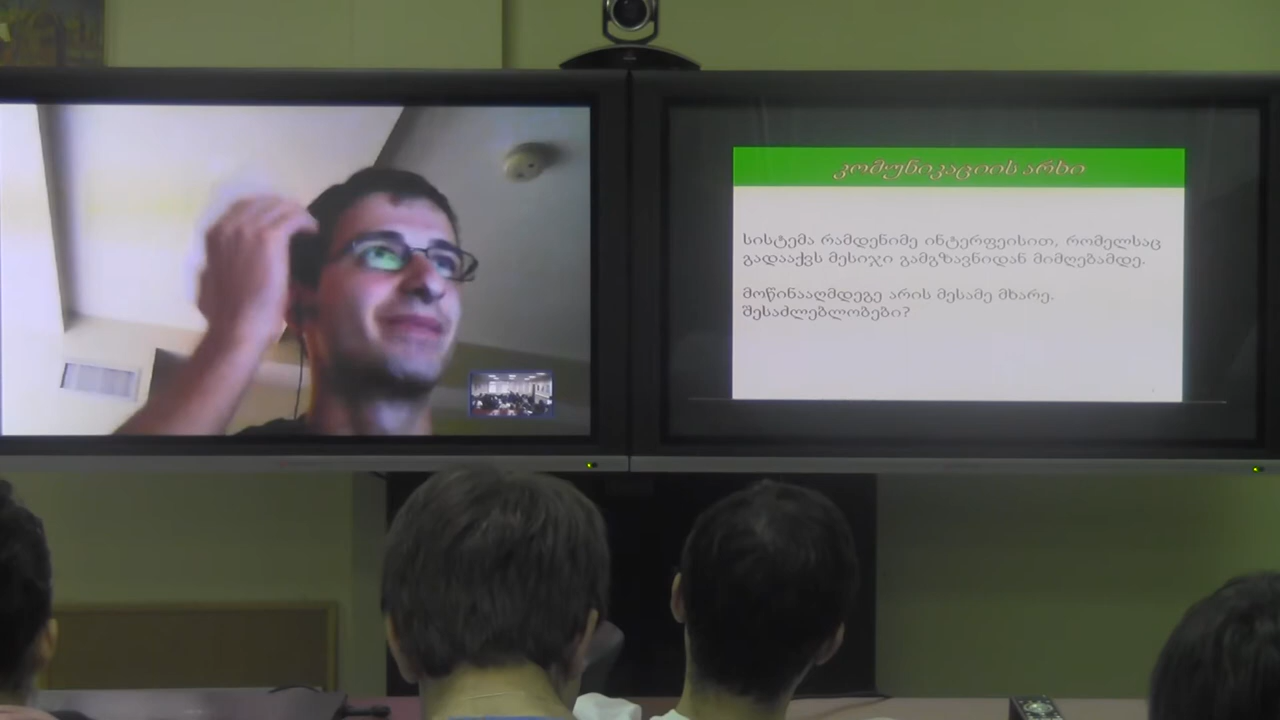 კომუნიკაციის არხი
სისტემა რამდენიმე ინტერფეისით, რომელსაც
გადააქვს მესიჯი გამგზავნიდან მიმღებამდე.
მოწინააღმდეგე არის მესამე მხარე.
შესაძლებლობები?